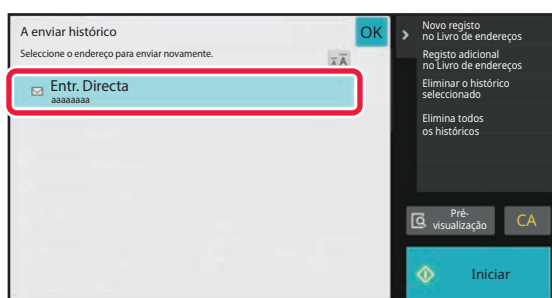 A enviar histórico
OK
Seleccione o endereço para enviar novamente.
Entr. Directa
aaaaaaaa
Novo registo
no Livro de endereços
Registo adicional
no Livro de endereços
Eliminar o histórico
seleccionado
Elimina todos
os históricos
Pré-
visualização
CA
Iniciar